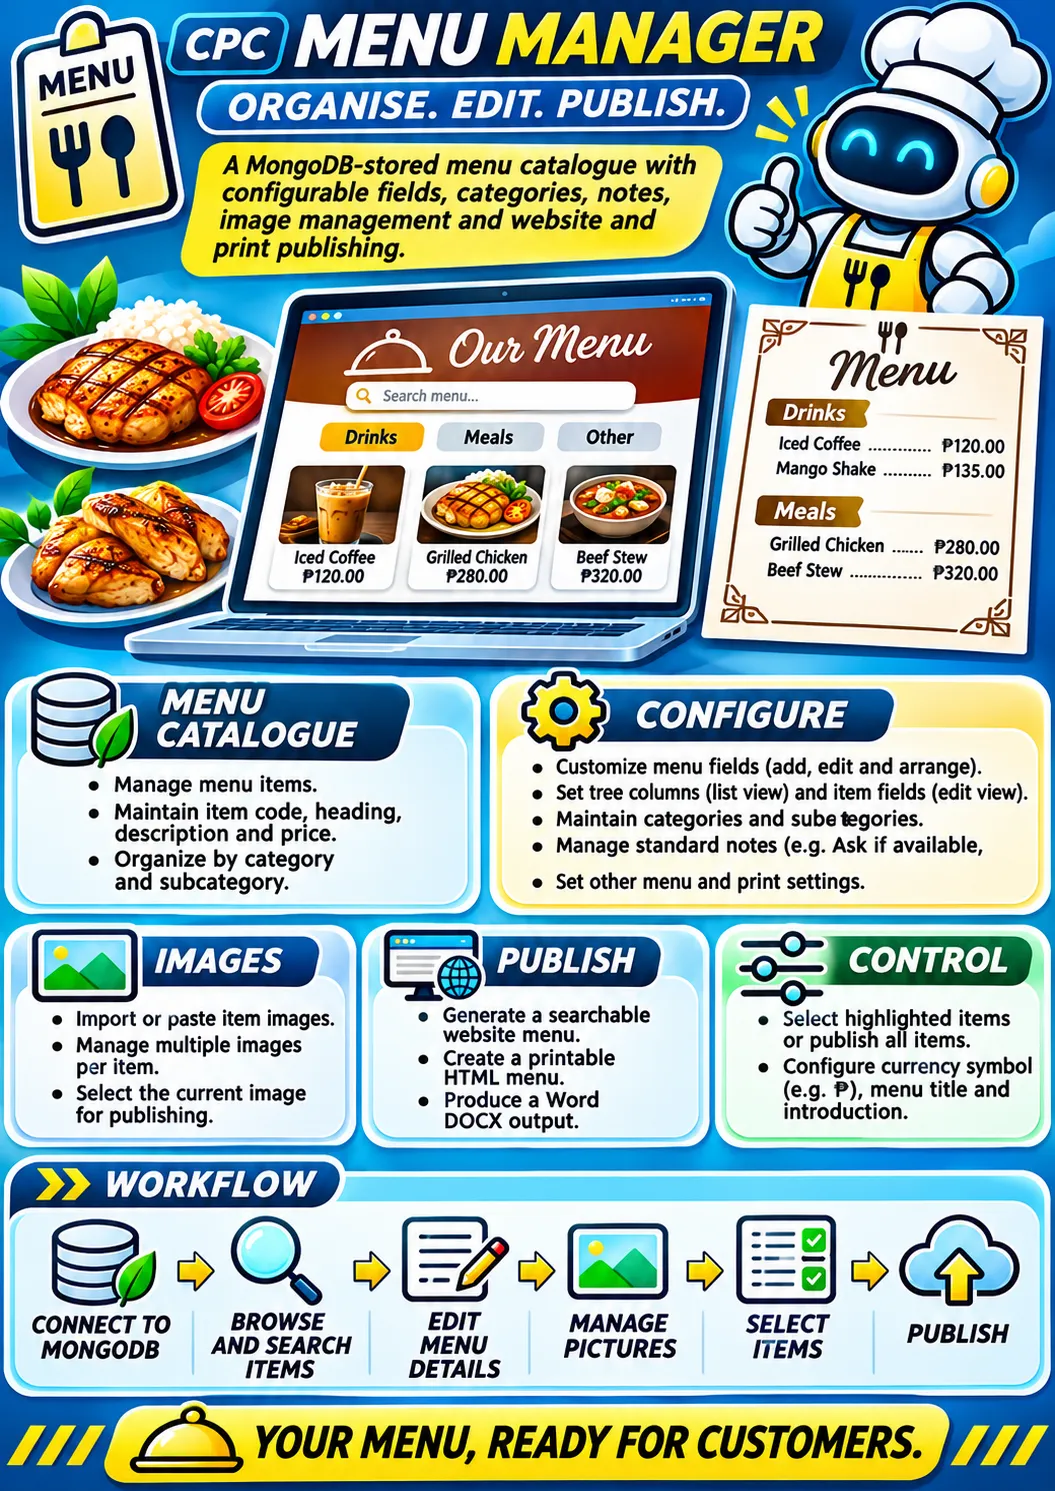 MENU
CPC MENU MANAGER
ORGANISE. EDIT. PUBLISH.
A MongoDB-stored menu catalogue with
configurable fields, categories, notes,
image management and website and
print publishing.
Our Menu
Search menu...
Drinks
Meals
Other
Iced Coffee
₱120.00
Grilled Chicken
₱280.00
Beef Stew
₱320.00
Menu
Drinks
Iced Coffee ............. ₱120.00
Mango Shake .......... ₱135.00
Meals
Grilled Chicken ....... ₱280.00
Beef Stew ................ ₱320.00
MENU
CATALOGUE
• Manage menu items.
• Maintain item code, heading,
description and price.
• Organize by category
and subcategory.
CONFIGURE
• Customize menu fields (add, edit and arrange).
• Set tree columns (list view) and item fields (edit view).
• Maintain categories and sube tegories.
• Manage standard notes (e.g. Ask if available,
• Set other menu and print settings.
IMAGES
• Import or paste item images.
• Manage multiple images
per item.
• Select the current image
for publishing.
PUBLISH
• Generate a searchable
website menu.
• Create a printable
HTML menu.
• Produce a Word
DOCX output.
CONTROL
• Select highlighted items
or publish all items.
• Configure currency symbol
(e.g. ₱), menu title and
introduction.
WORKFLOW
CONNECT TO
MONGODB
BROWSE
AND SEARCH
ITEMS
EDIT
MENU
DETAILS
MANAGE
PICTURES
SELECT
ITEMS
PUBLISH
YOUR MENU, READY FOR CUSTOMERS.